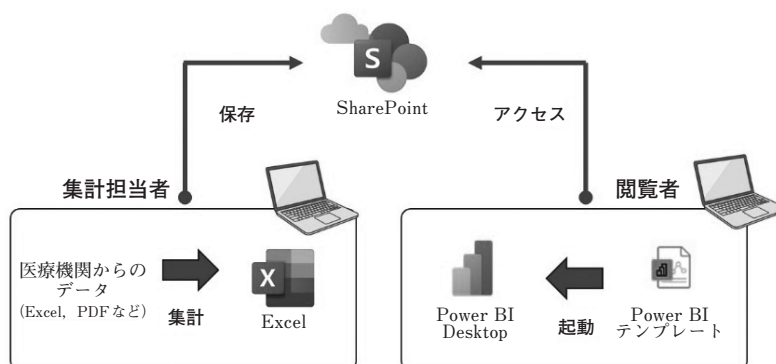 S
SharePoint
保存
アクセス
集計担当者
閲覧者
医療機関からの
データ
(Excel, PDFなど)
集計
X
Excel
Power BI
Desktop
起動
Power BI
テンプレート